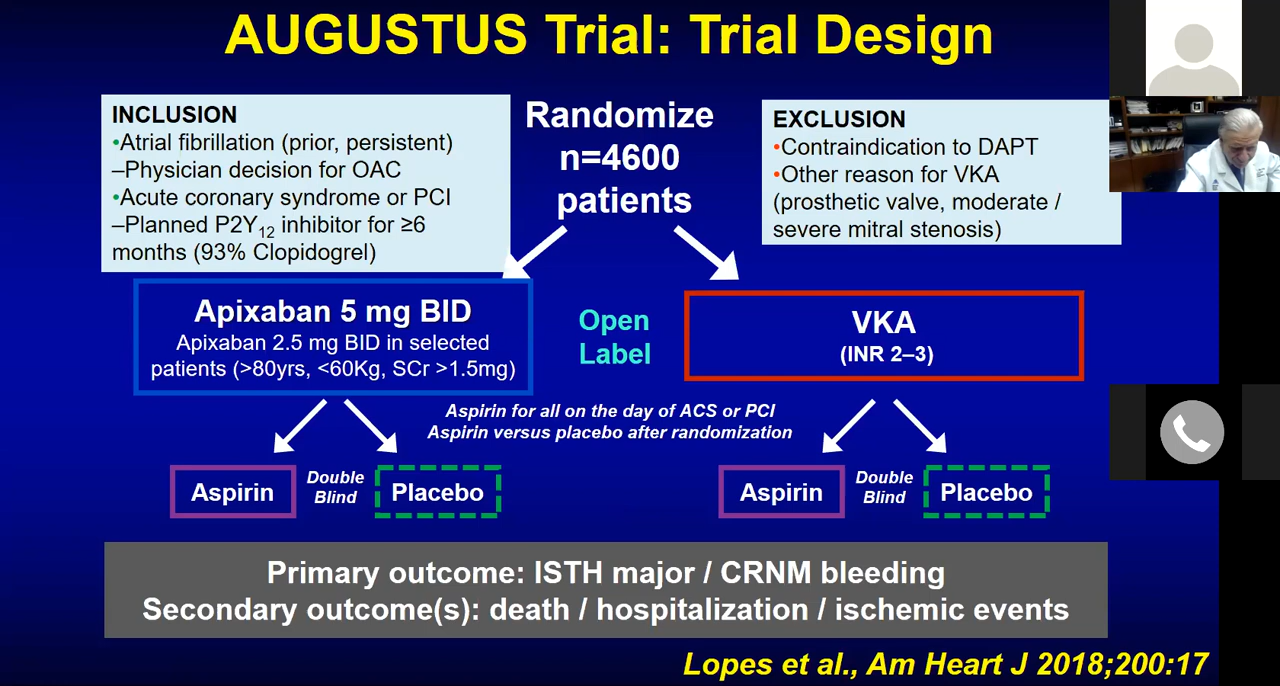 AUGUSTUS Trial: Trial Design
INCLUSION
•Atrial fibrillation (prior, persistent)
–Physician decision for OAC
•Acute coronary syndrome or PCI
–Planned P2Y12 inhibitor for ≥6
months (93% Clopidogrel)
Randomize
n=4600
patients
EXCLUSION
•Contraindication to DAPT
•Other reason for VKA
(prosthetic valve, moderate /
severe mitral stenosis)
Apixaban 5 mg BID
Apixaban 2.5 mg BID in selected
patients (>80yrs, <60Kg, SCr >1.5mg)
Open
Label
VKA
(INR 2–3)
Aspirin for all on the day of ACS or PCI
Aspirin versus placebo after randomization
Aspirin
Double
Blind
Placebo
Aspirin
Double
Blind
Placebo
Primary outcome: ISTH major / CRNM bleeding
Secondary outcome(s): death / hospitalization / ischemic events
Lopes et al., Am Heart J 2018;200:17